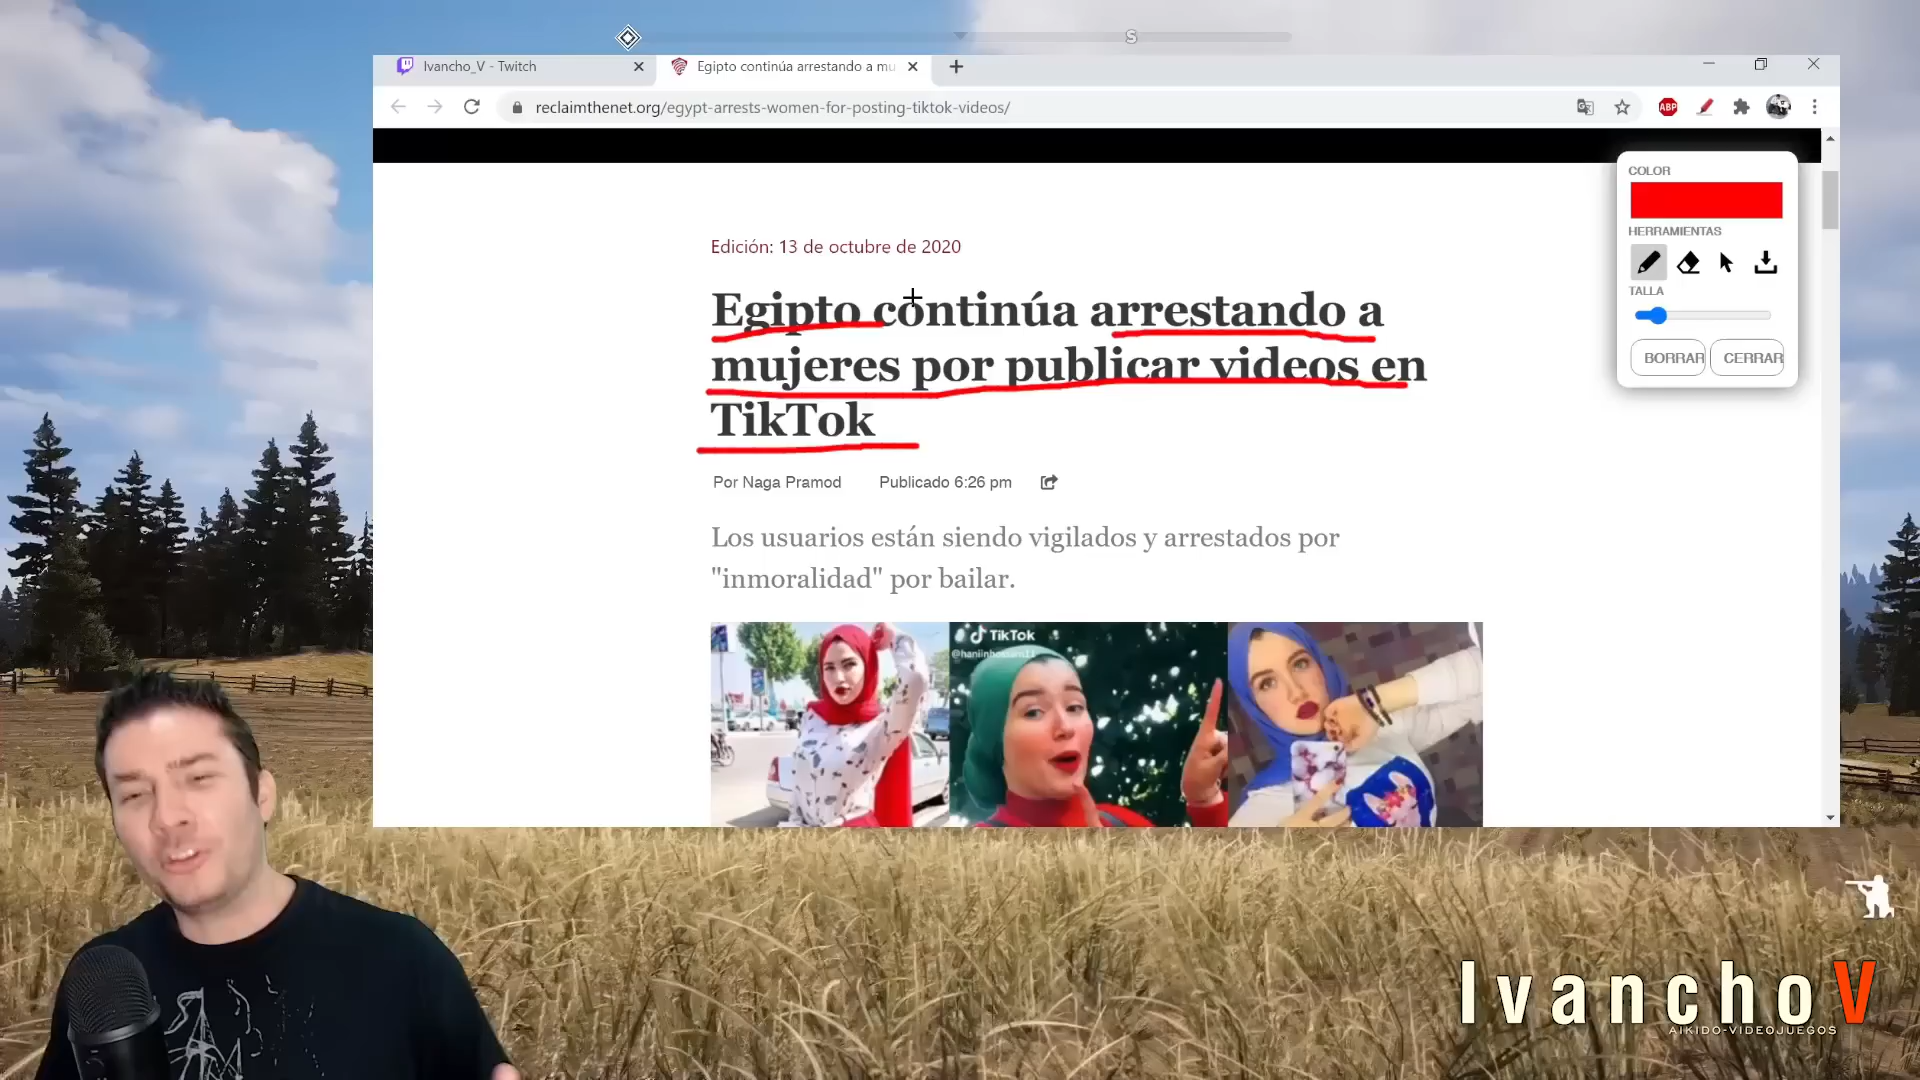 S
Ivancho_V - Twitch
Egipto continúa arrestando a mu
reclaimthenet.org/egypt-arrests-women-for-posting-tiktok-videos/
ABP
COLOR
HERRAMIENTAS
TALLA
BORRAR
CERRAR
Edición: 13 de octubre de 2020
Egipto continúa arrestando a
mujeres por publicar videos en
TikTok
Por Naga Pramod
Publicado 6:26 pm
Los usuarios están siendo vigilados y arrestados por
"inmoralidad" por bailar.
TikTok
IvanchoV
AIKIDO-VIDEOJUEGOS